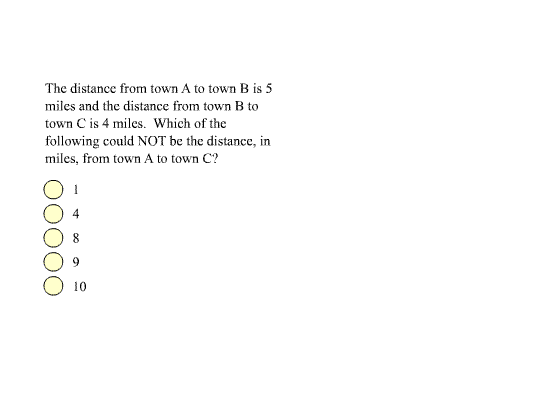 The distance from town A to town B is 5
miles and the distance from town B to
town C is 4 miles. Which of the
following could NOT be the distance, in
miles, from town A to town C?
1
4
8
9
10